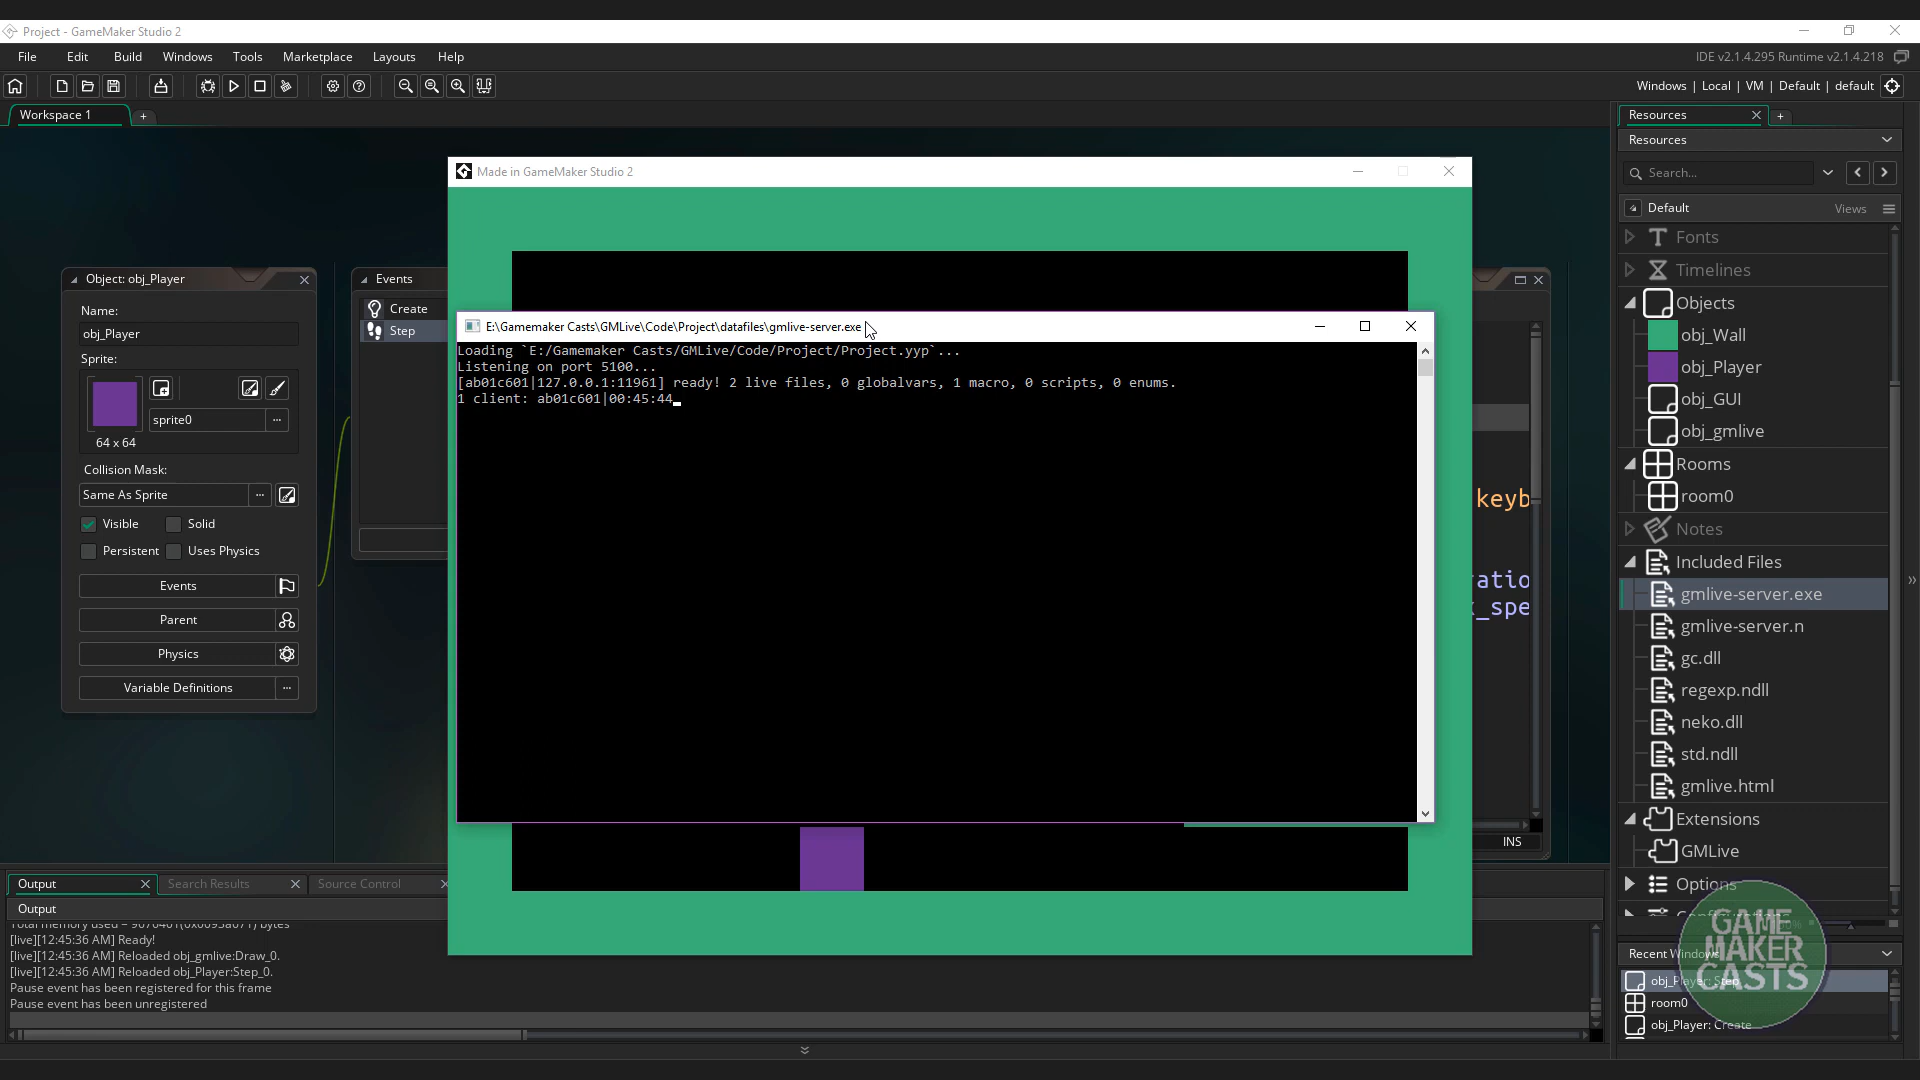 Project - GameMaker Studio 2
File Edit Build Windows Tools Marketplace Layouts Help
IDE v2.1.4.295 Runtime v2.1.4.218
Windows | Local | VM | Default | default
Workspace 1
+
Made in GameMaker Studio 2
Object: obj_Player
Name:
obj_Player
Sprite:
sprite0
64 x 64
Collision Mask:
Same As Sprite
Visible
Solid
Persistent
Uses Physics
Events
Parent
Physics
Variable Definitions
Events
Create
Step
E:\Gamemaker Casts\GMLive\Code\Project\datafiles\gmlive-server.exe
Loading `E:/Gamemaker Casts/GMLive/Code/Project/Project.yyp`...
Listening on port 5100...
[ab01c601|127.0.0.1:11961] ready! 2 live files, 0 globalvars, 1 macro, 0 scripts, 0 enums.
1 client: ab01c601|00:45:44
keyb
ratio
_spe
INS
Resources
+
Resources
Search...
Default
Views
Fonts
Timelines
Objects
obj_Wall
obj_Player
obj_GUI
obj_gmlive
Rooms
room0
Notes
Included Files
gmlive-server.exe
gmlive-server.n
gc.dll
regexp.ndll
neko.dll
std.ndll
gmlive.html
Extensions
GMLive
Options
Recent Windows
obj_Player: Step
room0
obj_Player: Create
GAME
MAKER
CASTS
Output
Search Results
Source Control
Output
[live][12:45:36 AM] Ready!
[live][12:45:36 AM] Reloaded obj_gmlive:Draw_0.
[live][12:45:36 AM] Reloaded obj_Player:Step_0.
Pause event has been registered for this frame
Pause event has been unregistered